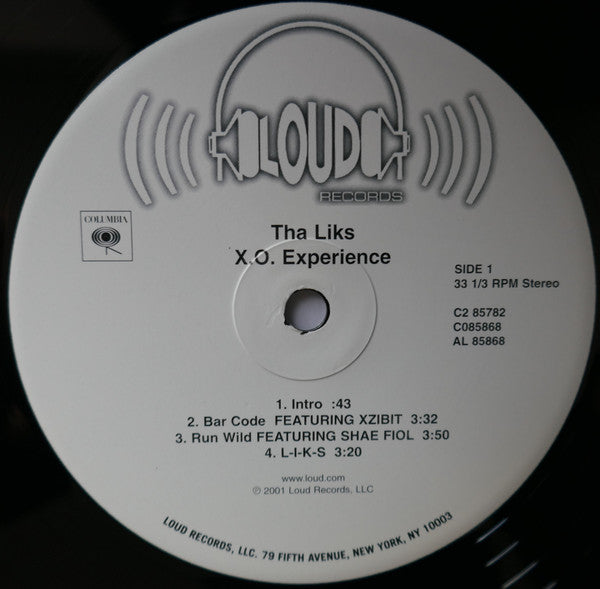 LOUD
RECORDS
COLUMBIA
Tha Liks
X.O. Experience
SIDE 1
33 1/3 RPM Stereo
C2 85782
C085868
AL 85868
1. Intro :43
2. Bar Code FEATURING XZIBIT 3:32
3. Run Wild FEATURING SHAE FIOL 3:50
4. L-I-K-S 3:20
www.loud.com
℗ 2001 Loud Records, LLC
LOUD RECORDS, LLC. 79 FIFTH AVENUE, NEW YORK, NY 10003